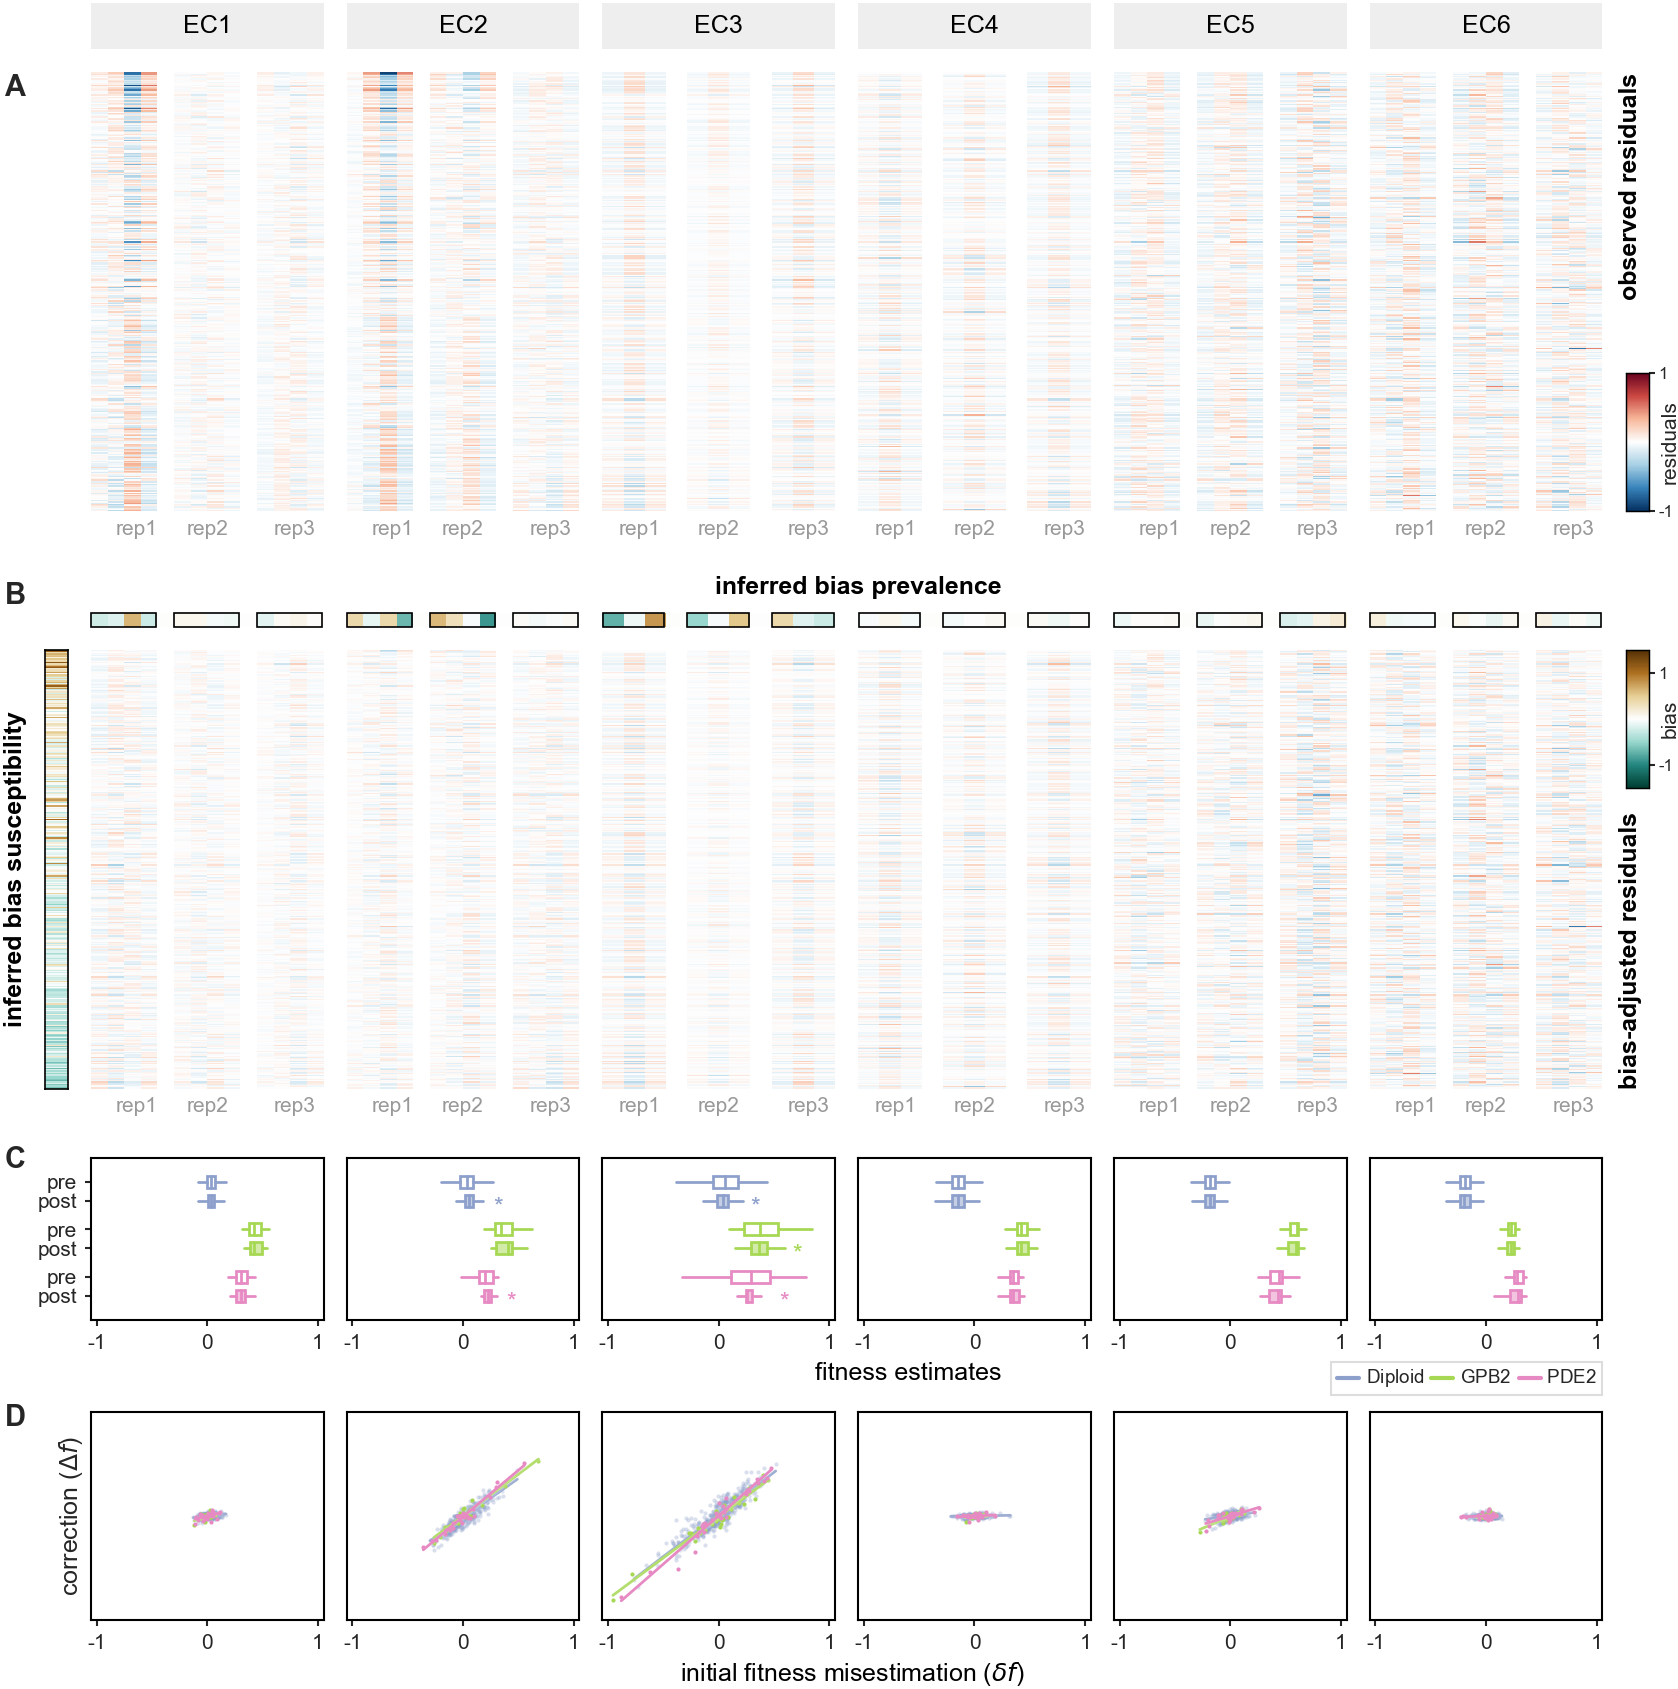 EC1 EC2 EC3 EC4 EC5 EC6
A
observed residuals
1
residuals
-1
rep1 rep2 rep3 rep1 rep2 rep3 rep1 rep2 rep3 rep1 rep2 rep3 rep1 rep2 rep3 rep1 rep2 rep3
B
inferred bias prevalence
inferred bias susceptibility
1
bias
-1
bias-adjusted residuals
rep1 rep2 rep3 rep1 rep2 rep3 rep1 rep2 rep3 rep1 rep2 rep3 rep1 rep2 rep3 rep1 rep2 rep3
C
pre
post * *
pre
post *
pre
post * *
-1 0 1 -1 0 1 -1 0 1 -1 0 1 -1 0 1 -1 0 1
fitness estimates
Diploid GPB2 PDE2
D
correction (Δf)
-1 0 1 -1 0 1 -1 0 1 -1 0 1 -1 0 1 -1 0 1
initial fitness misestimation (δf)